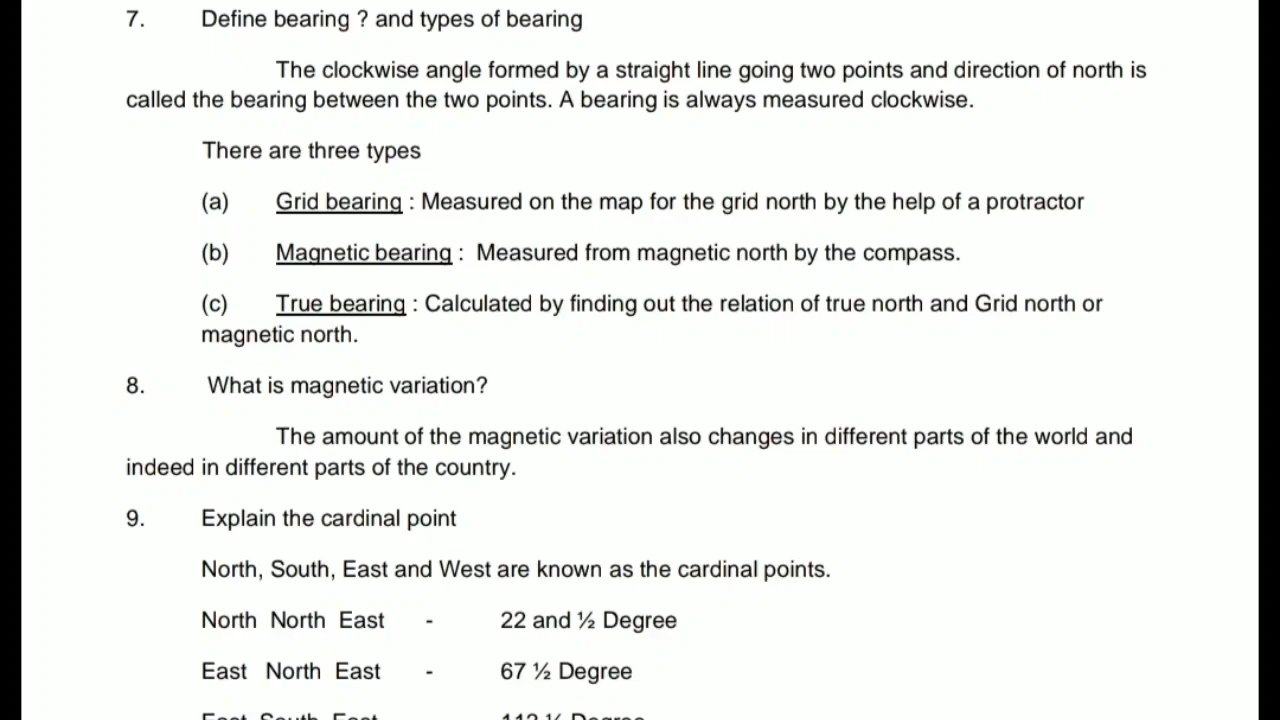 7. Define bearing ? and types of bearing
The clockwise angle formed by a straight line going two points and direction of north is
called the bearing between the two points. A bearing is always measured clockwise.
There are three types
(a) Grid bearing : Measured on the map for the grid north by the help of a protractor
(b) Magnetic bearing : Measured from magnetic north by the compass.
(c) True bearing : Calculated by finding out the relation of true north and Grid north or
magnetic north.
8. What is magnetic variation?
The amount of the magnetic variation also changes in different parts of the world and
indeed in different parts of the country.
9. Explain the cardinal point
North, South, East and West are known as the cardinal points.
North North East - 22 and ½ Degree
East North East - 67 ½ Degree
East South East 112 ½ Degree